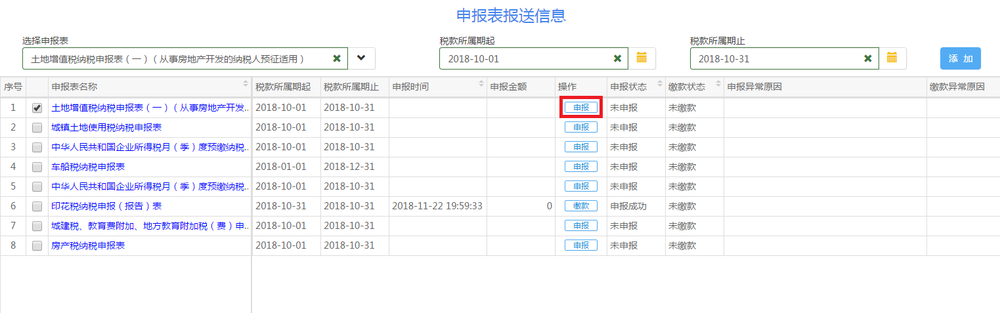 申报表报送信息
选择申报表 税款所属期起 税款所属期止
土地增值税纳税申报表（一）（从事房地产开发的纳税人预征适用） 2018-10-01 2018-10-31 添 加
序号 申报表名称 税款所属期起 税款所属期止 申报时间 申报金额 操作 申报状态 缴款状态 申报异常原因 缴款异常原因
1 土地增值税纳税申报表（一）（从事房地产开发... 2018-10-01 2018-10-31 申报 未申报 未缴款
2 城镇土地使用税纳税申报表 2018-10-01 2018-10-31 申报 未申报 未缴款
3 中华人民共和国企业所得税月（季）度预缴纳税... 2018-10-01 2018-10-31 申报 未申报 未缴款
4 车船税纳税申报表 2018-01-01 2018-12-31 申报 未申报 未缴款
5 中华人民共和国企业所得税月（季）度预缴纳税... 2018-10-01 2018-10-31 申报 未申报 未缴款
6 印花税纳税申报（报告）表 2018-10-31 2018-10-31 2018-11-22 19:59:33 0 缴款 申报成功 未缴款
7 城建税、教育费附加、地方教育附加税（费）申... 2018-10-01 2018-10-31 申报 未申报 未缴款
8 房产税纳税申报表 2018-10-01 2018-10-31 申报 未申报 未缴款